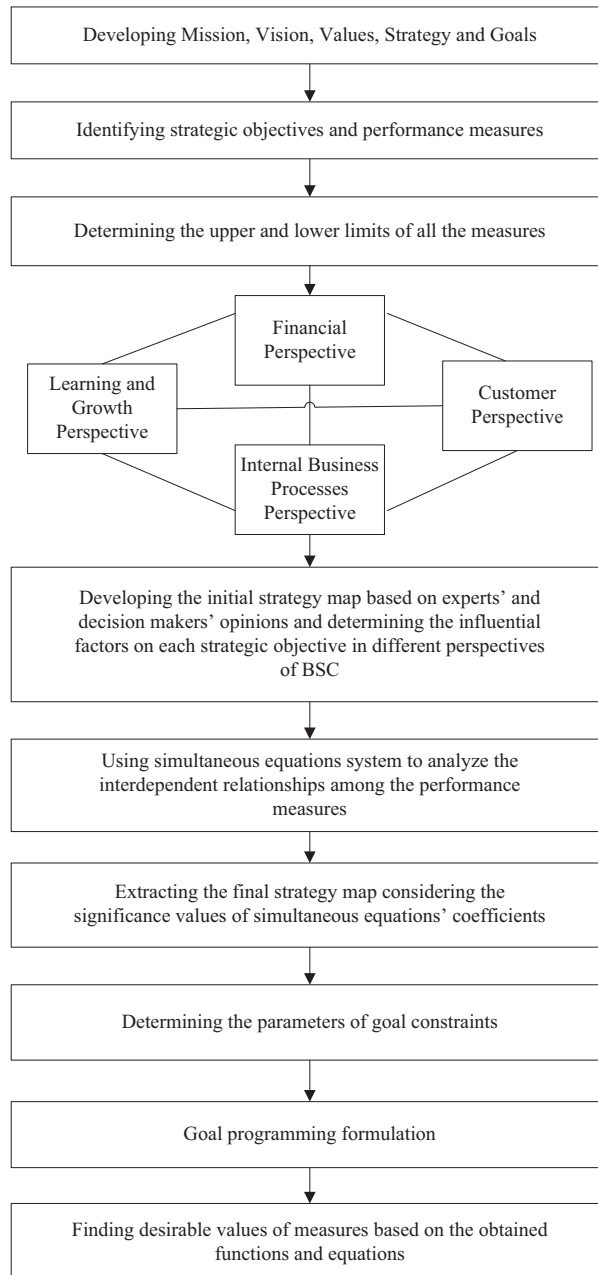 Developing Mission, Vision, Values, Strategy and Goals
Identifying strategic objectives and performance measures
Determining the upper and lower limits of all the measures
Financial
Perspective
Learning and
Growth
Perspective
Customer
Perspective
Internal Business
Processes
Perspective
Developing the initial strategy map based on experts’ and
decision makers’ opinions and determining the influential
factors on each strategic objective in different perspectives
of BSC
Using simultaneous equations system to analyze the
interdependent relationships among the performance
measures
Extracting the final strategy map considering the
significance values of simultaneous equations’ coefficients
Determining the parameters of goal constraints
Goal programming formulation
Finding desirable values of measures based on the obtained
functions and equations